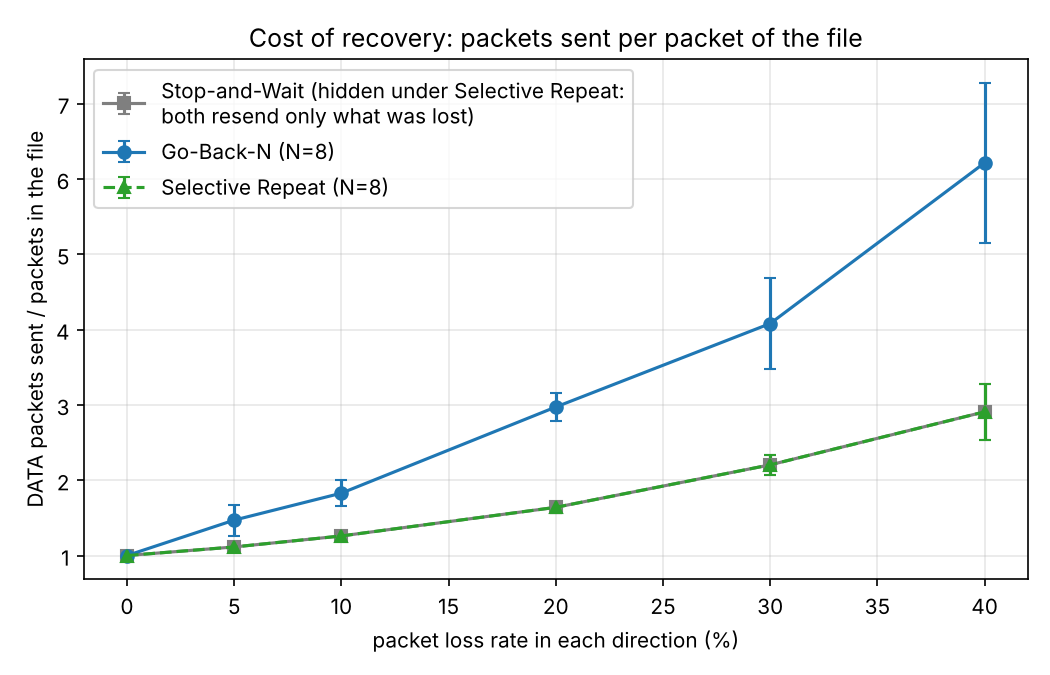 Cost of recovery: packets sent per packet of the file
Stop-and-Wait (hidden under Selective Repeat:
both resend only what was lost)
Go-Back-N (N=8)
Selective Repeat (N=8)
DATA packets sent / packets in the file
7
6
5
4
3
2
1
0 5 10 15 20 25 30 35 40
packet loss rate in each direction (%)